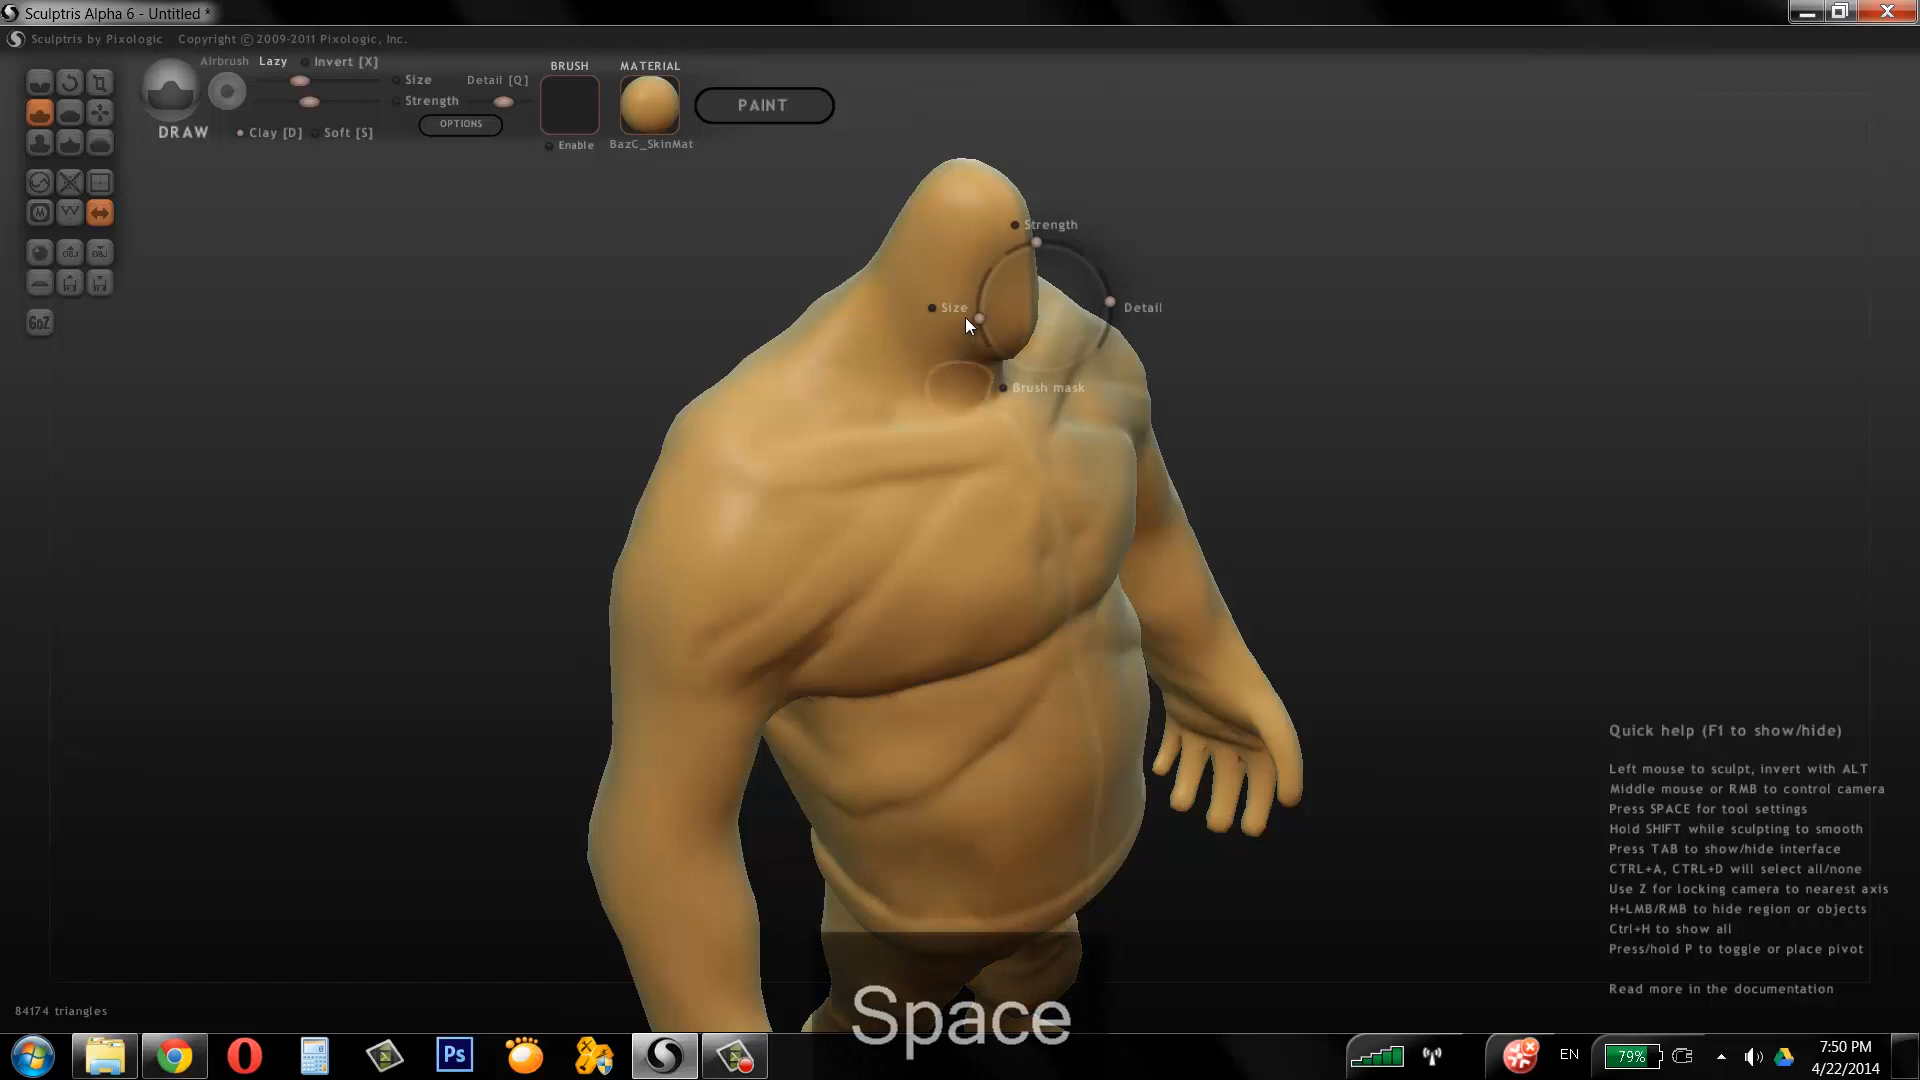 Sculptris Alpha 6 - Untitled *
Sculptris by Pixologic Copyright © 2009-2011 Pixologic, Inc.
Airbrush Lazy Invert [X]
BRUSH MATERIAL
Size Detail [Q]
Strength
PAINT
OPTIONS
DRAW Clay [D] Soft [S]
Enable BazC_SkinMat
Strength
Size Detail
Brush mask
GoZ
OBJ OBJ
M
Quick help (F1 to show/hide)
Left mouse to sculpt, invert with ALT
Middle mouse or RMB to control camera
Press SPACE for tool settings
Hold SHIFT while sculpting to smooth
Press TAB to show/hide interface
CTRL+A, CTRL+D will select all/none
Use Z for locking camera to nearest axis
H+LMB/RMB to hide region or objects
Ctrl+H to show all
Press/hold P to toggle or place pivot
Read more in the documentation
84174 triangles
Space
Ps
EN
79%
7:50 PM
4/22/2014